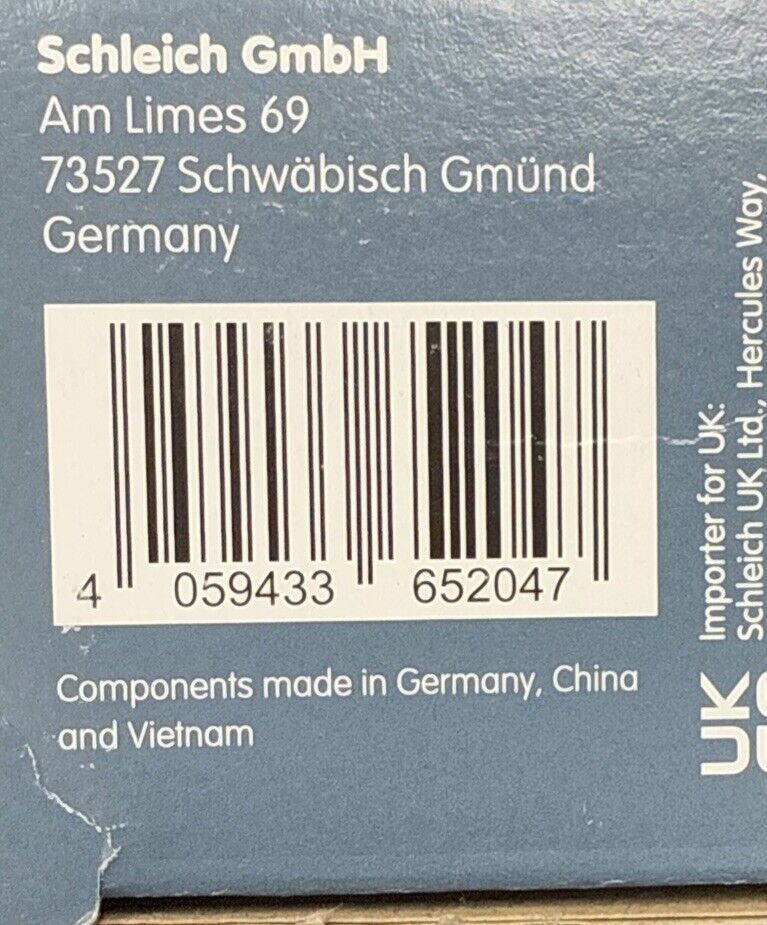 Schleich GmbH
Am Limes 69
73527 Schwäbisch Gmünd
Germany
4 059433 652047
Components made in Germany, China
and Vietnam
Importer for UK:
Schleich UK Ltd., Hercules Way,
UK